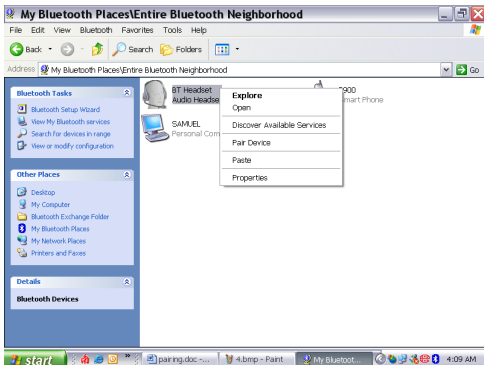 My Bluetooth Places\Entire Bluetooth Neighborhood
File Edit View Bluetooth Favorites Tools Help
Back Search Folders
Address My Bluetooth Places\Entire Bluetooth Neighborhood Go
Bluetooth Tasks
Bluetooth Setup Wizard
View My Bluetooth services
Search for devices in range
View or modify configuration
Other Places
Desktop
My Computer
Bluetooth Exchange Folder
My Bluetooth Places
My Network Places
Printers and Faxes
Details
Bluetooth Devices
BT Headset
Audio Headse
SAMUEL
Personal Com
900
mart Phone
Explore
Open
Discover Available Services
Pair Device
Paste
Properties
start pairing.doc -... 4.bmp - Paint My Bluetoot... 4:09 AM